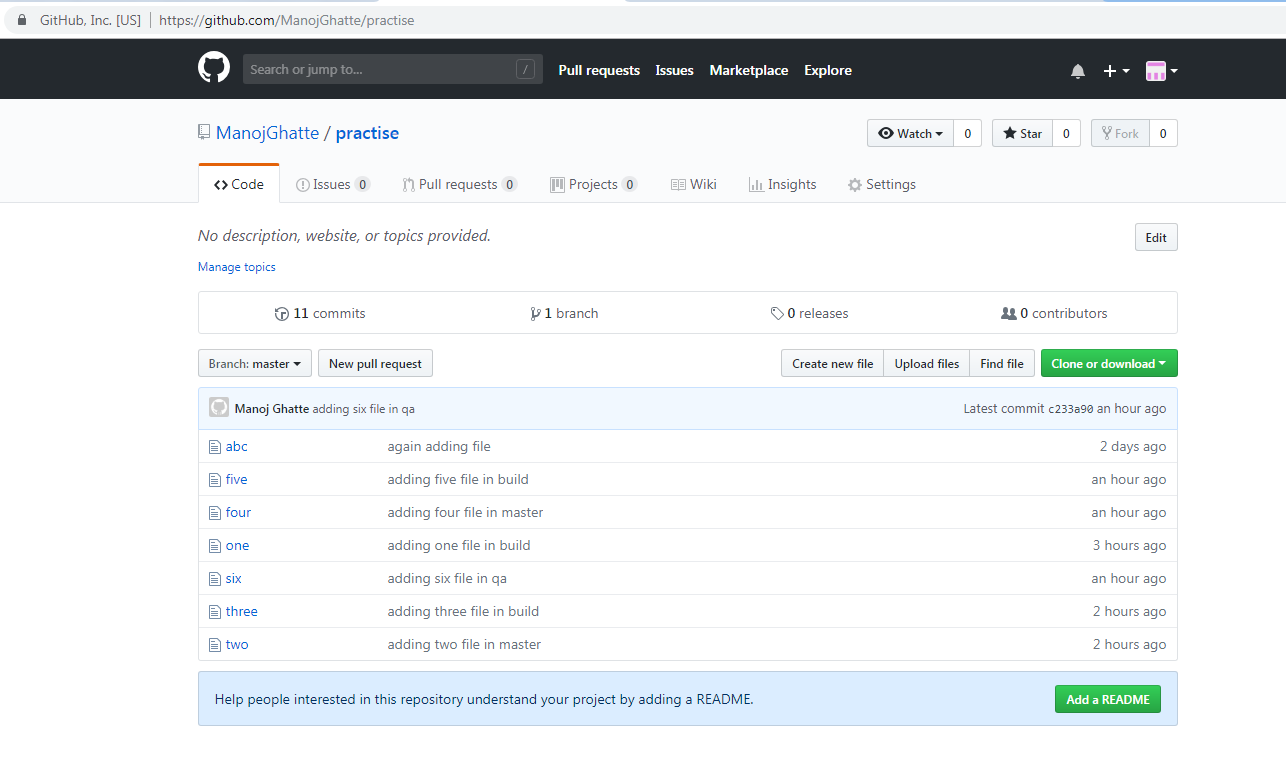 GitHub, Inc. [US] https://github.com/ManojGhatte/practise
Search or jump to... / Pull requests Issues Marketplace Explore
ManojGhatte / practise Watch 0 Star 0 Fork 0
Code Issues 0 Pull requests 0 Projects 0 Wiki Insights Settings
No description, website, or topics provided. Edit
Manage topics
11 commits 1 branch 0 releases 0 contributors
Branch: master New pull request Create new file Upload files Find file Clone or download
Manoj Ghatte adding six file in qa Latest commit c233a90 an hour ago
abc again adding file 2 days ago
five adding five file in build an hour ago
four adding four file in master an hour ago
one adding one file in build 3 hours ago
six adding six file in qa an hour ago
three adding three file in build 2 hours ago
two adding two file in master 2 hours ago
Help people interested in this repository understand your project by adding a README. Add a README